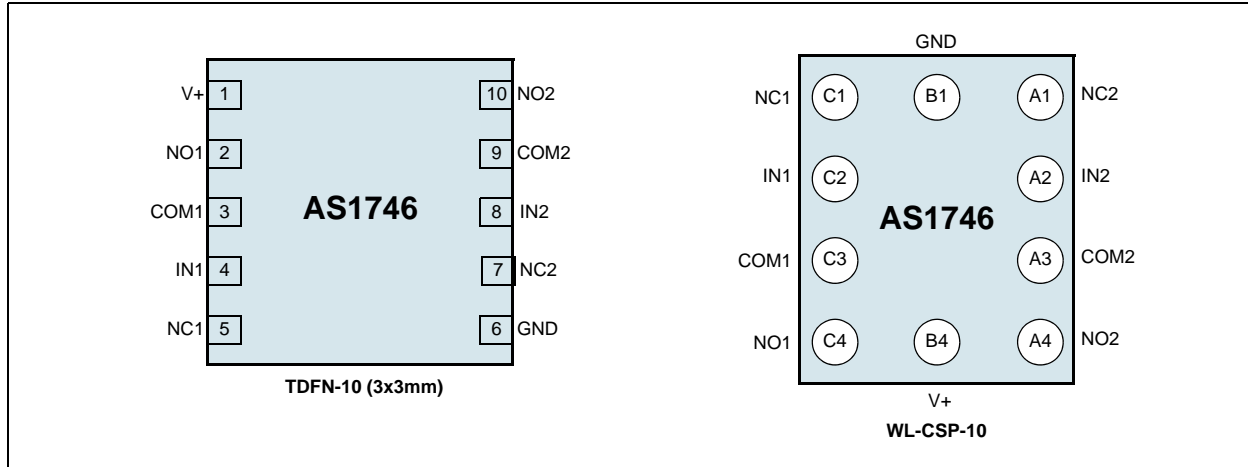 V+ 1
NO1 2
COM1 3
IN1 4
NC1 5
AS1746
10 NO2
9 COM2
8 IN2
7 NC2
6 GND
TDFN-10 (3x3mm)
GND
NC1 C1 B1 A1 NC2
IN1 C2 A2 IN2
AS1746
COM1 C3 A3 COM2
NO1 C4 B4 A4 NO2
V+
WL-CSP-10